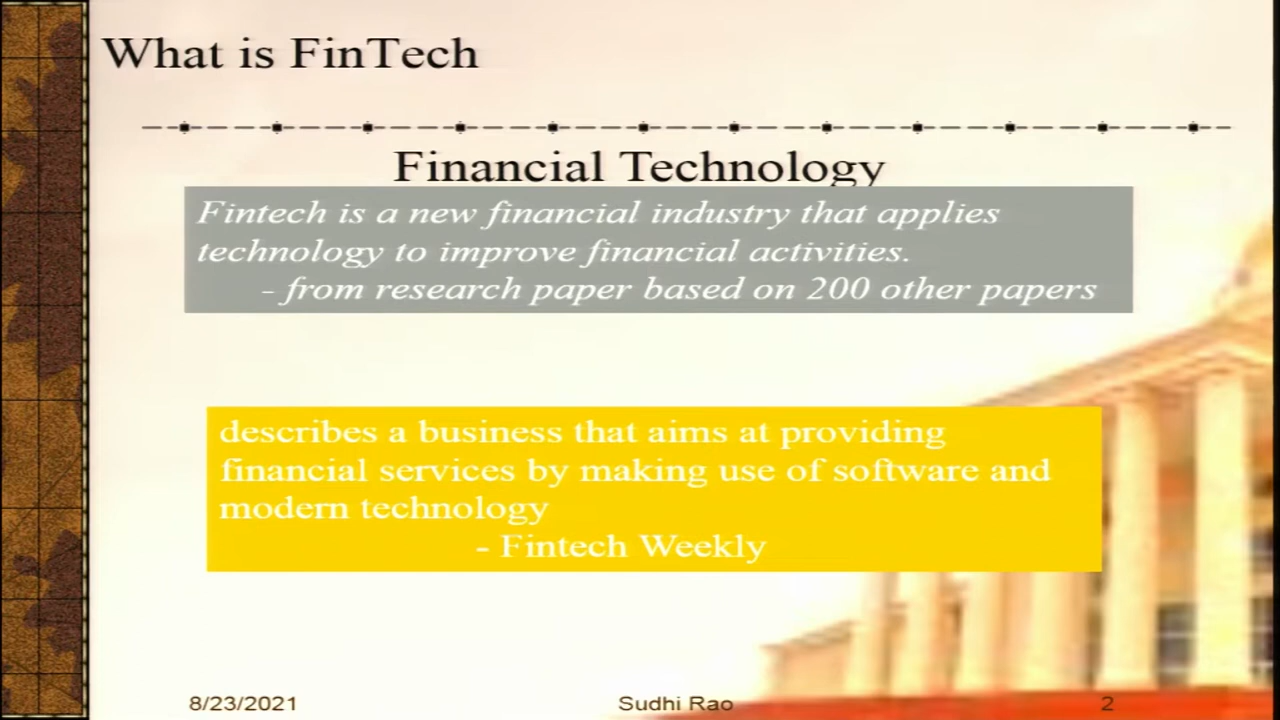 What is FinTech
Financial Technology
Fintech is a new financial industry that applies
technology to improve financial activities.
- from research paper based on 200 other papers
describes a business that aims at providing
financial services by making use of software and
modern technology
- Fintech Weekly
8/23/2021
Sudhi Rao
2